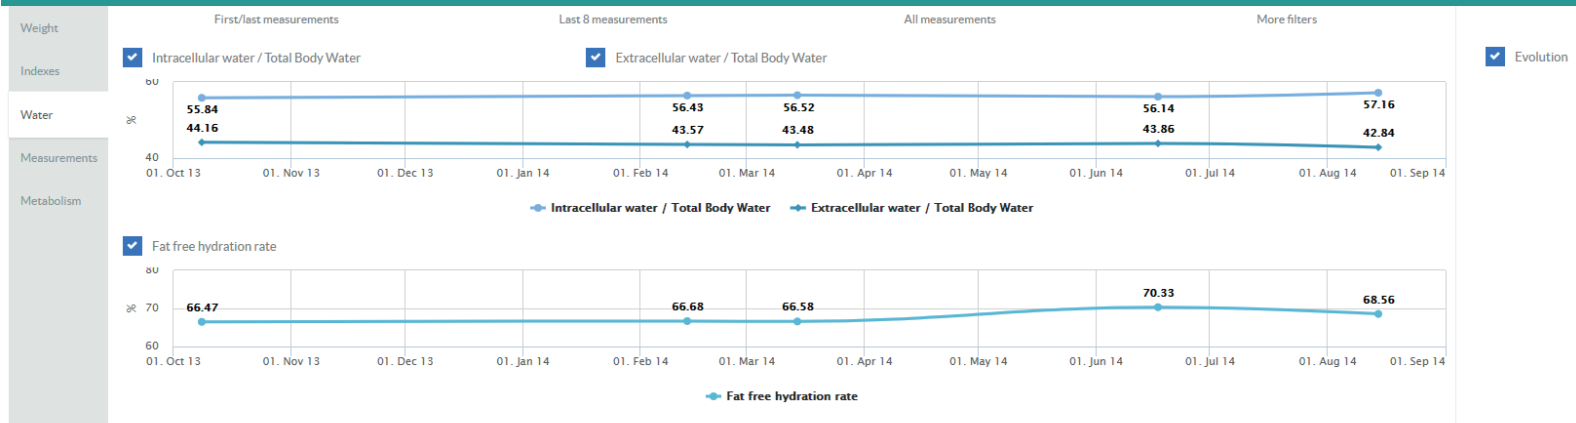 First/last measurements
Last 8 measurements
All measurements
More filters
Weight
Indexes
Water
Measurements
Metabolism
Intracellular water / Total Body Water
Extracellular water / Total Body Water
Evolution
60
55.84
56.43
56.52
56.14
57.16
%
44.16
43.57
43.48
43.86
42.84
40
01. Oct 13
01. Nov 13
01. Dec 13
01. Jan 14
01. Feb 14
01. Mar 14
01. Apr 14
01. May 14
01. Jun 14
01. Jul 14
01. Aug 14
01. Sep 14
Intracellular water / Total Body Water
Extracellular water / Total Body Water
Fat free hydration rate
80
%
70
66.47
66.68
66.58
70.33
68.56
60
01. Oct 13
01. Nov 13
01. Dec 13
01. Jan 14
01. Feb 14
01. Mar 14
01. Apr 14
01. May 14
01. Jun 14
01. Jul 14
01. Aug 14
01. Sep 14
Fat free hydration rate